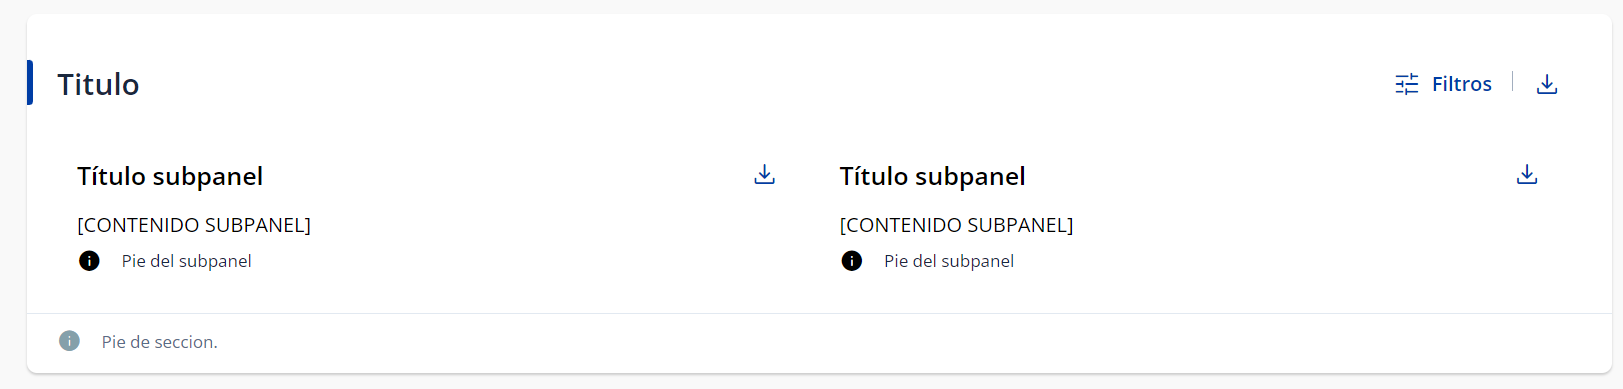 Titulo
Filtros
Título subpanel
Título subpanel
[CONTENIDO SUBPANEL]
[CONTENIDO SUBPANEL]
Pie del subpanel
Pie del subpanel
Pie de seccion.